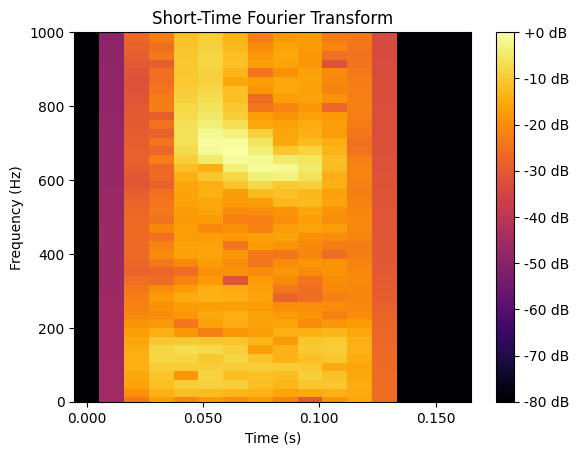 Short-Time Fourier Transform
1000
800
600
400
200
0
Frequency (Hz)
0.000
0.050
0.100
0.150
Time (s)
+0 dB
-10 dB
-20 dB
-30 dB
-40 dB
-50 dB
-60 dB
-70 dB
-80 dB